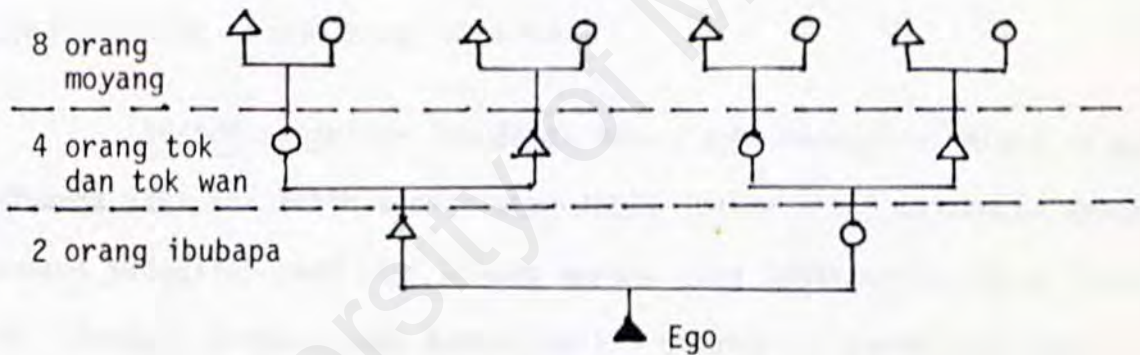 8 orang
moyang
4 orang tok
dan tok wan
2 orang ibubapa
Ego